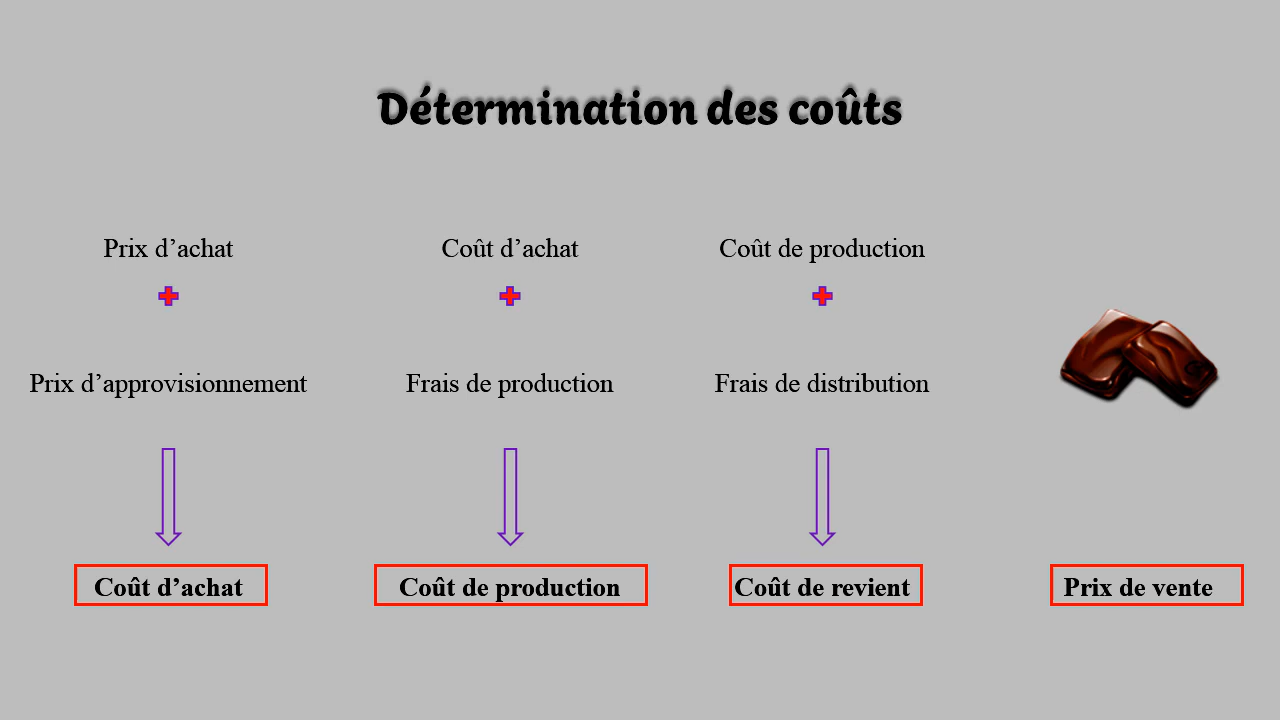 Détermination des coûts
Prix d’achat
Prix d’approvisionnement
Coût d’achat
Coût d’achat
Frais de production
Coût de production
Coût de production
Frais de distribution
Coût de revient
Prix de vente